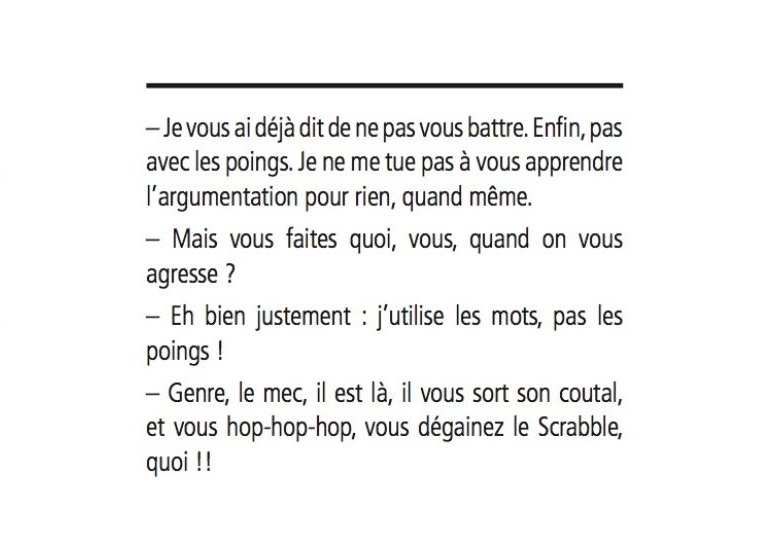 – Je vous ai déjà dit de ne pas vous battre. Enfin, pas
avec les poings. Je ne me tue pas à vous apprendre
l’argumentation pour rien, quand même.
– Mais vous faites quoi, vous, quand on vous
agresse ?
– Eh bien justement : j’utilise les mots, pas les
poings !
– Genre, le mec, il est là, il vous sort son coutal,
et vous hop-hop-hop, vous dégainez le Scrabble,
quoi !!